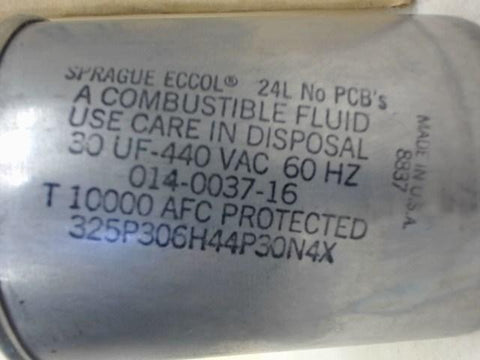 SPRAGUE ECCOL® 24L No PCB's
A COMBUSTIBLE FLUID
USE CARE IN DISPOSAL
30 UF-440 VAC 60 HZ
014-0037-16
T 10000 AFC PROTECTED
325P306H44P30N4X
MADE IN U.S.A.
8837